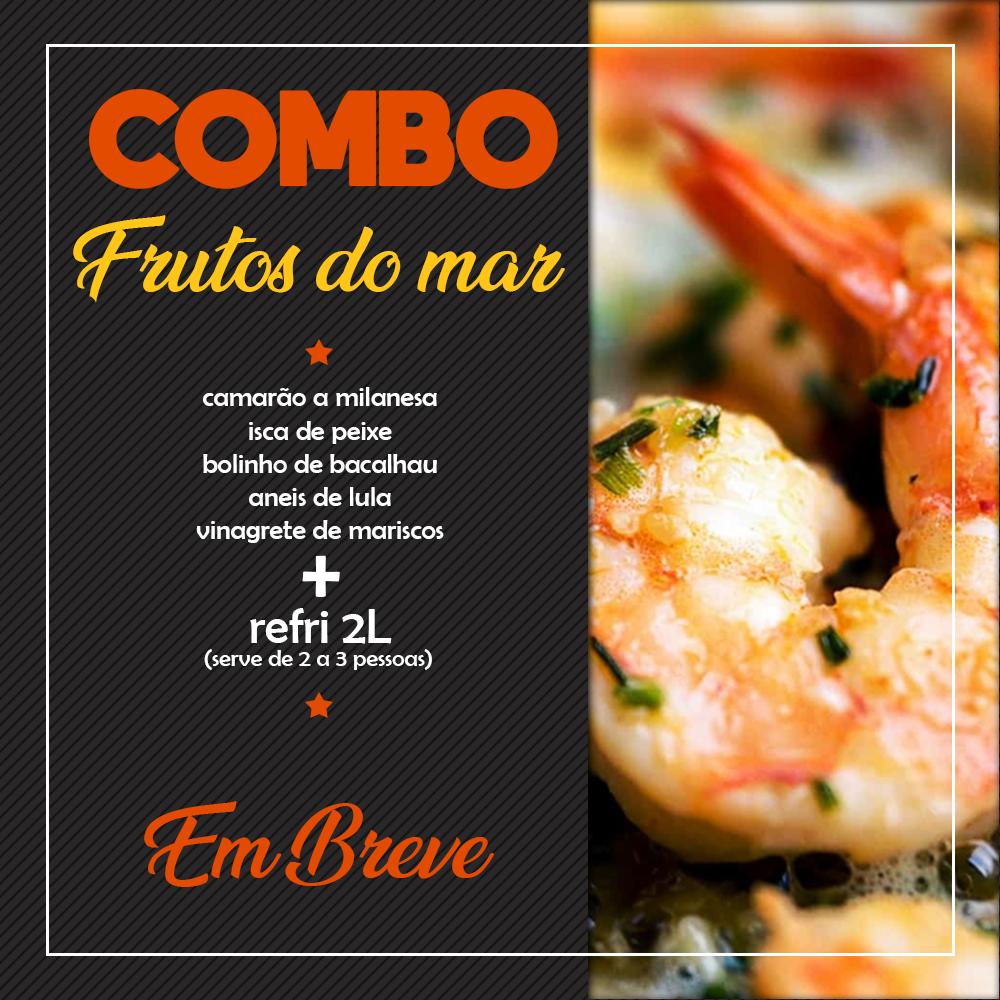 COMBO
Frutos do mar
camarão a milanesa
isca de peixe
bolinho de bacalhau
aneis de lula
vinagrete de mariscos
+
refri 2L
(serve de 2 a 3 pessoas)
Em Breve